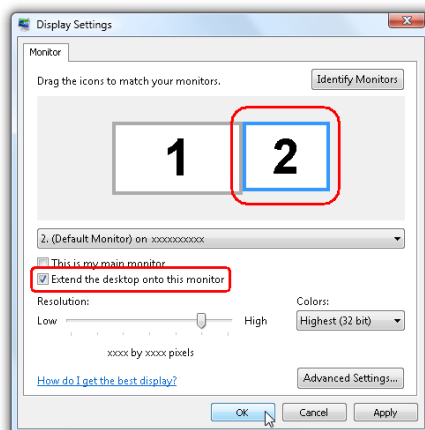 Display Settings
Monitor
Drag the icons to match your monitors.
Identify Monitors
1
2
2. (Default Monitor) on xxxxxxxxxx
This is my main monitor
Extend the desktop onto this monitor
Resolution:
Colors:
Low
High
Highest (32 bit)
xxxx by xxxx pixels
How do I get the best display?
Advanced Settings...
OK
Cancel
Apply